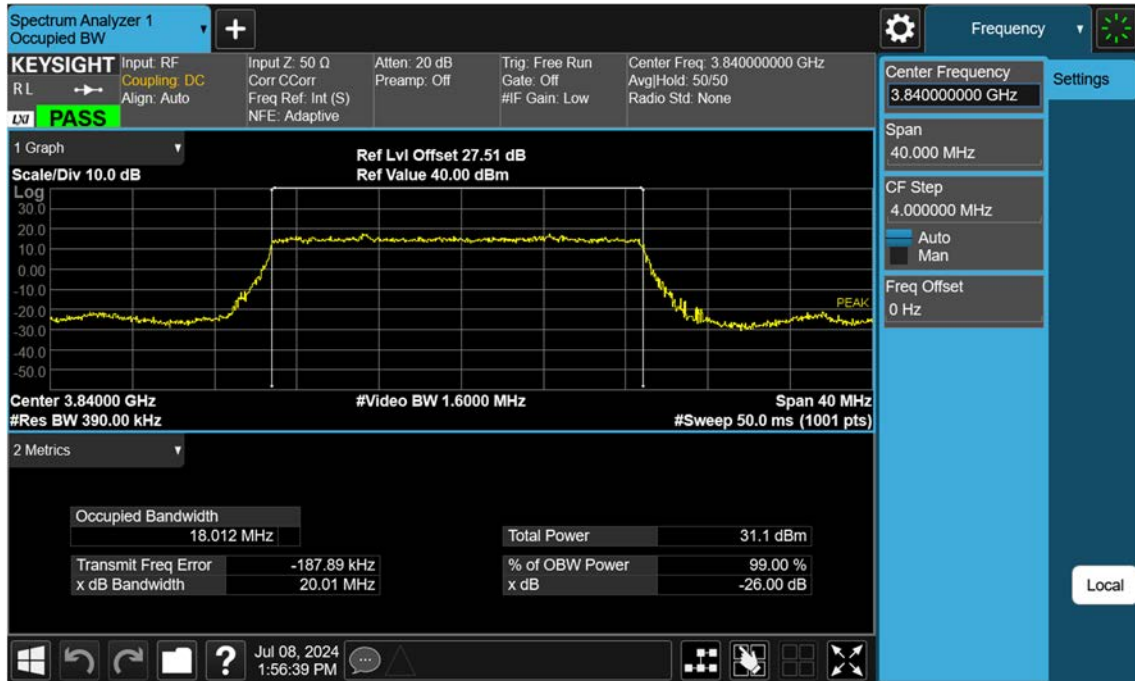 Spectrum Analyzer 1
Occupied BW
+
Frequency
KEYSIGHT
R L
LXI PASS
Input: RF
Coupling: DC
Align: Auto
Input Z: 50 Ω
Corr CCorr
Freq Ref: Int (S)
NFE: Adaptive
Atten: 20 dB
Preamp: Off
Trig: Free Run
Gate: Off
#IF Gain: Low
Center Freq: 3.840000000 GHz
Avg|Hold: 50/50
Radio Std: None
Center Frequency
3.840000000 GHz
Settings
Span
40.000 MHz
CF Step
4.000000 MHz
Auto
Man
Freq Offset
0 Hz
Local
1 Graph
Scale/Div 10.0 dB
Ref Lvl Offset 27.51 dB
Ref Value 40.00 dBm
Log
30.0
20.0
10.0
0.00
-10.0
-20.0
-30.0
-40.0
-50.0
PEAK
Center 3.84000 GHz
#Video BW 1.6000 MHz
Span 40 MHz
#Res BW 390.00 kHz
#Sweep 50.0 ms (1001 pts)
2 Metrics
Occupied Bandwidth
18.012 MHz
Total Power 31.1 dBm
Transmit Freq Error -187.89 kHz
% of OBW Power 99.00 %
x dB Bandwidth 20.01 MHz
x dB -26.00 dB
?
Jul 08, 2024
1:56:39 PM